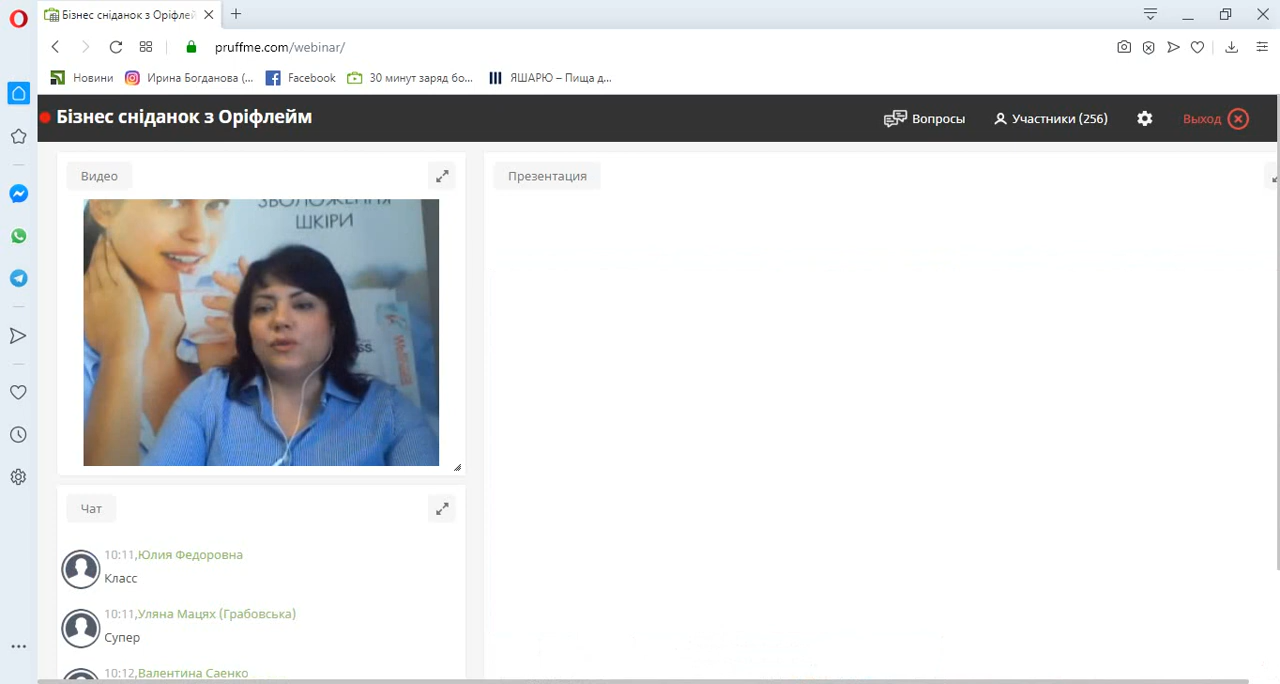 Бізнес сніданок з Оріфлей
pruffme.com/webinar/
Новини
Ирина Богданова (...
Facebook
30 минут заряд бо...
ЯШАРЮ – Пища д...
Бізнес сніданок з Оріфлейм
Вопросы
Участники (256)
Выход
Видео
Презентация
ЗВОЛОЖЕННЯ
ШКІРИ
Чат
10:11,Юлия Федоровна
Класс
10:11,Уляна Мацях (Грабовська)
Супер
10:12,Валентина Саенко